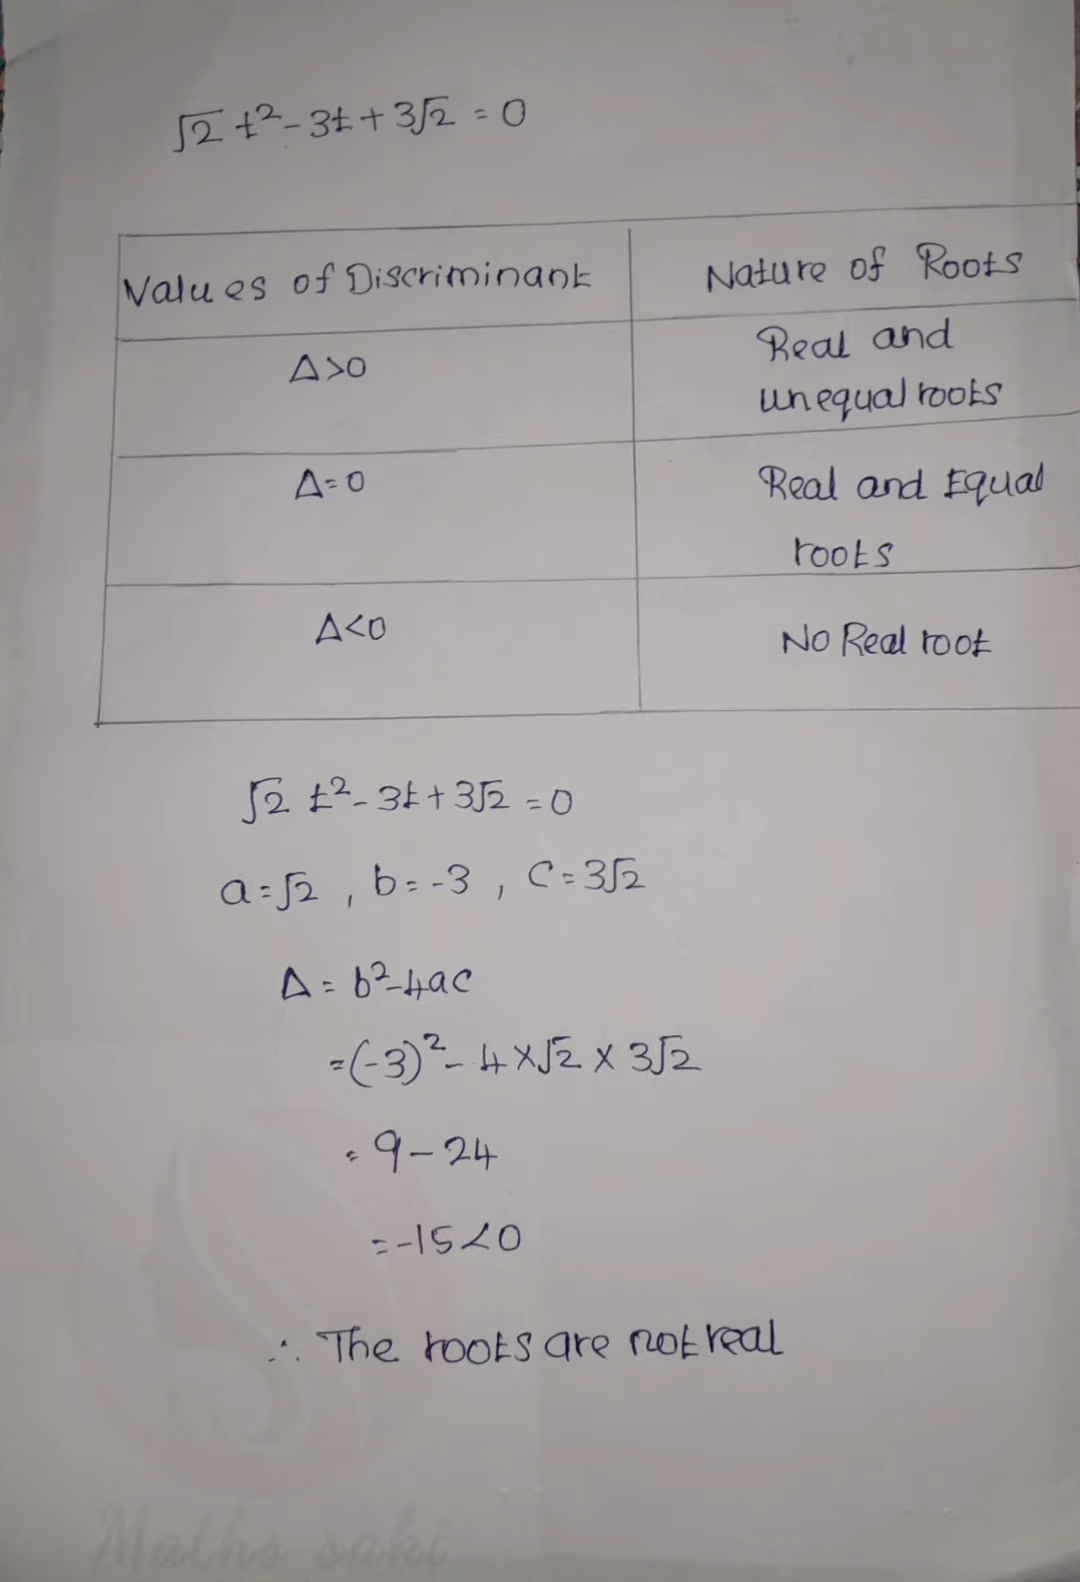 √2 t² - 3t + 3√2 = 0
Values of Discriminant
Nature of Roots
Δ>0
Real and
unequal roots
Δ=0
Real and Equal
roots
Δ<0
No Real root
√2 t² - 3t + 3√2 = 0
a=√2 , b=-3 , C=3√2
Δ = b²-4ac
=(-3)² - 4×√2 × 3√2
= 9-24
=-15<0
∴ The roots are not real
Maths saki